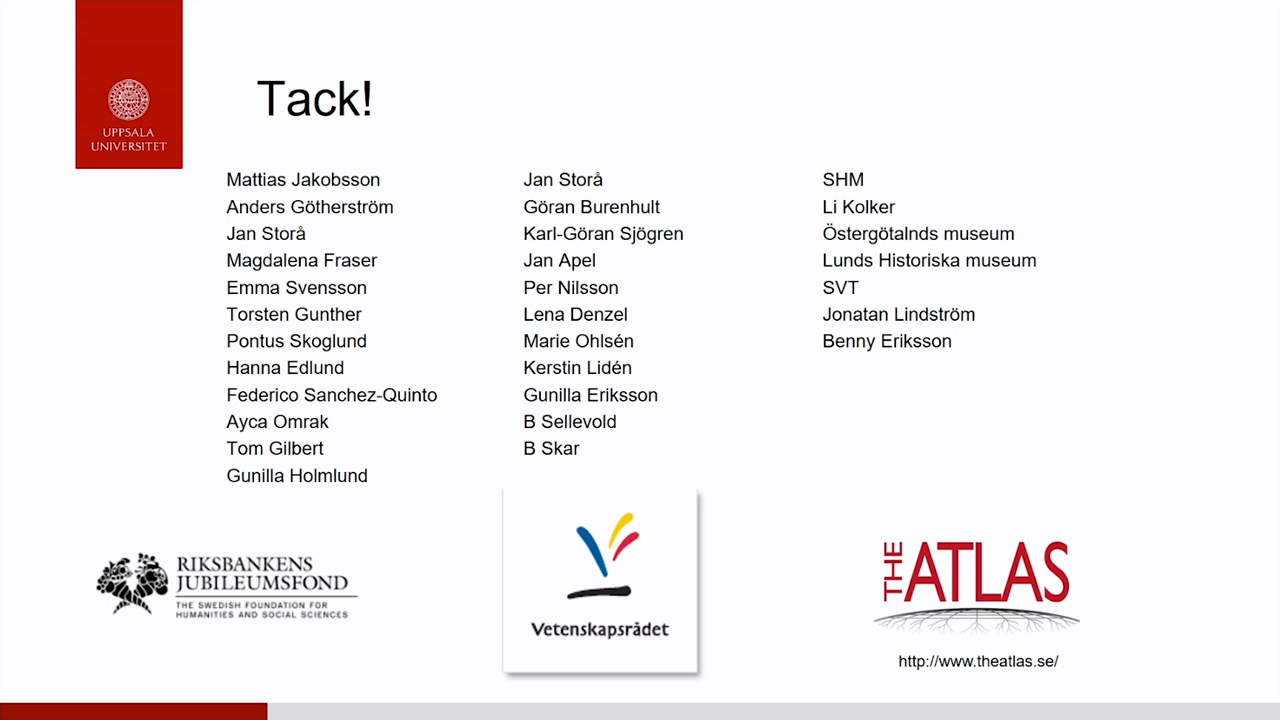 UPPSALA
UNIVERSITET
Tack!
Mattias Jakobsson
Anders Götherström
Jan Storå
Magdalena Fraser
Emma Svensson
Torsten Gunther
Pontus Skoglund
Hanna Edlund
Federico Sanchez-Quinto
Ayca Omrak
Tom Gilbert
Gunilla Holmlund
Jan Storå
Göran Burenhult
Karl-Göran Sjögren
Jan Apel
Per Nilsson
Lena Denzel
Marie Ohlsén
Kerstin Lidén
Gunilla Eriksson
B Sellevold
B Skar
SHM
Li Kolker
Östergötalnds museum
Lunds Historiska museum
SVT
Jonatan Lindström
Benny Eriksson
RIKSBANKENS
JUBILEUMSFOND
THE SWEDISH FOUNDATION FOR
HUMANITIES AND SOCIAL SCIENCES
Vetenskapsrådet
THE ATLAS
http://www.theatlas.se/